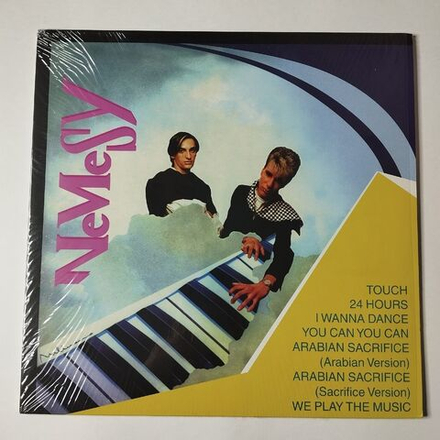 NeMeSY
TOUCH
24 HOURS
I WANNA DANCE
YOU CAN YOU CAN
ARABIAN SACRIFICE
(Arabian Version)
ARABIAN SACRIFICE
(Sacrifice Version)
WE PLAY THE MUSIC